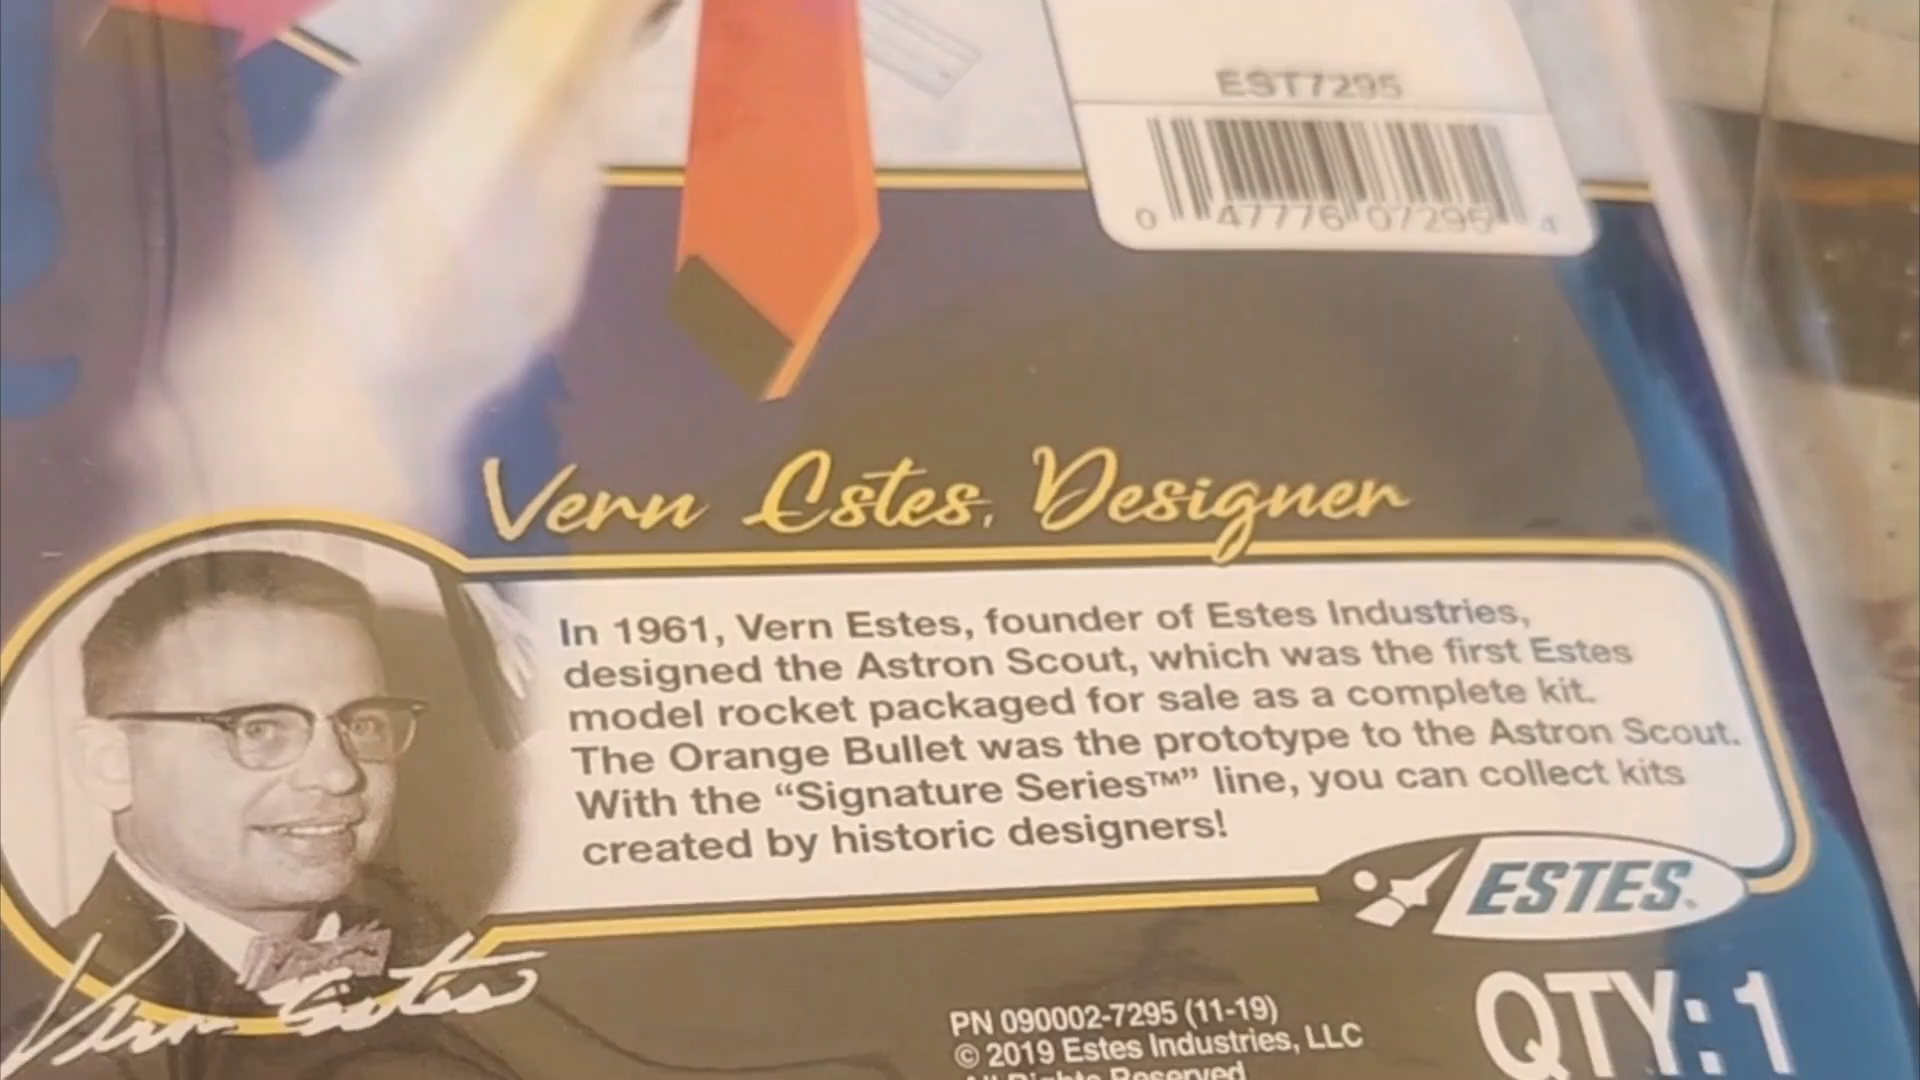 EST7295
0 47776 07295 4
Vern Estes, Designer
In 1961, Vern Estes, founder of Estes Industries,
designed the Astron Scout, which was the first Estes
model rocket packaged for sale as a complete kit.
The Orange Bullet was the prototype to the Astron Scout.
With the “Signature Series™” line, you can collect kits
created by historic designers!
ESTES®
Vern Estes
PN 090002-7295 (11-19)
© 2019 Estes Industries, LLC
All Rights Reserved
QTY: 1